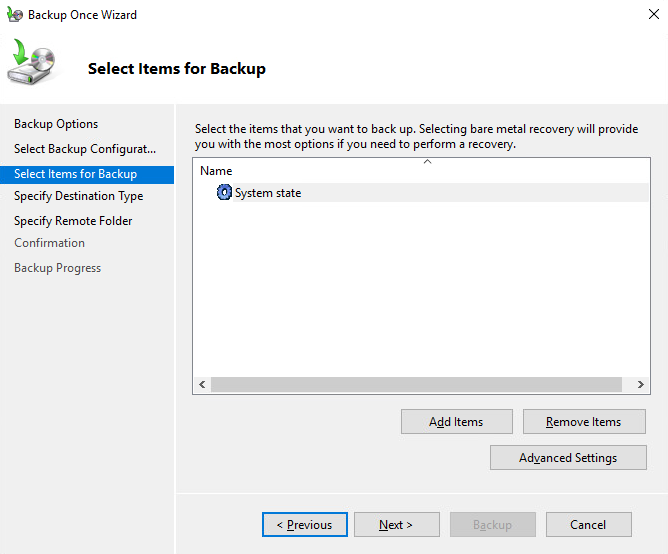 Backup Once Wizard
Select Items for Backup
Backup Options
Select Backup Configurat...
Select Items for Backup
Specify Destination Type
Specify Remote Folder
Confirmation
Backup Progress
Select the items that you want to back up. Selecting bare metal recovery will provide
you with the most options if you need to perform a recovery.
Name
System state
Add Items
Remove Items
Advanced Settings
< Previous
Next >
Backup
Cancel